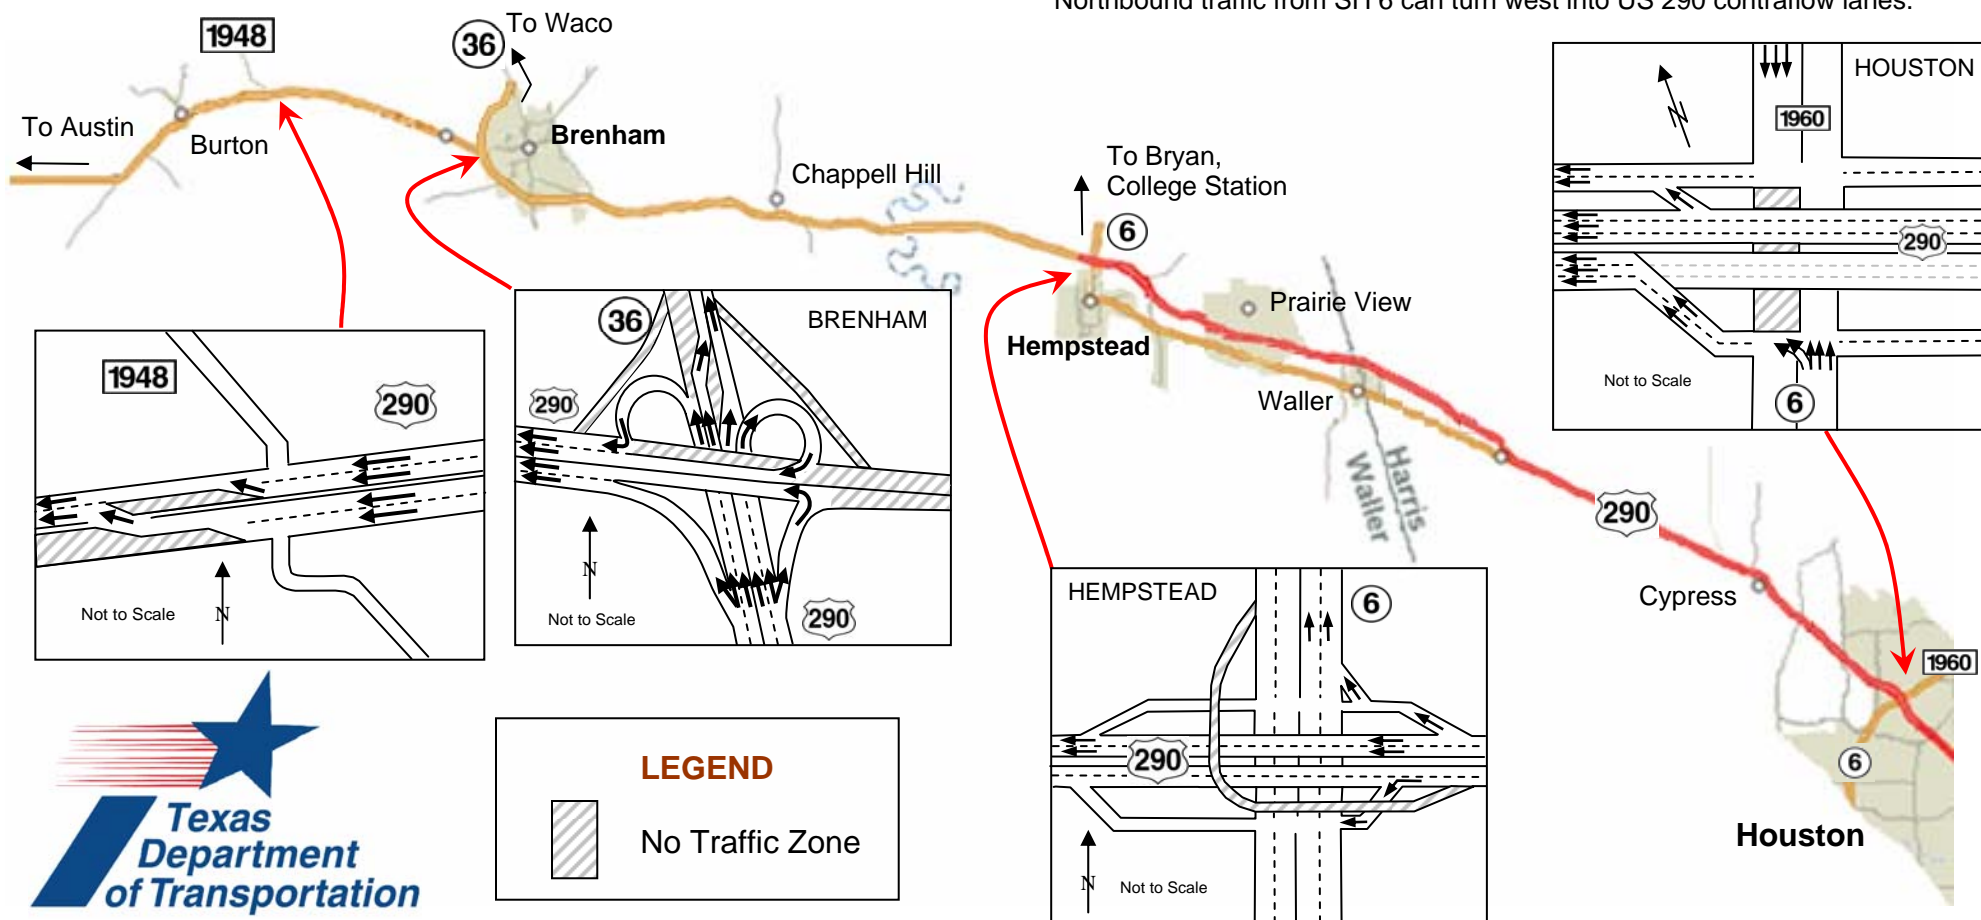 Northbound traffic from SH 6 can turn west into US 290 contraflow lanes.
1948
36
To Waco
To Austin
Burton
Brenham
Chappell Hill
To Bryan,
College Station
6
Hempstead
Prairie View
Waller
Harris
Waller
290
Cypress
1960
6
Houston
HOUSTON
1960
290
Not to Scale
6
1948
290
Not to Scale
N
36
BRENHAM
290
N
Not to Scale
290
HEMPSTEAD
6
290
N
Not to Scale
LEGEND
No Traffic Zone
Texas
Department
of Transportation